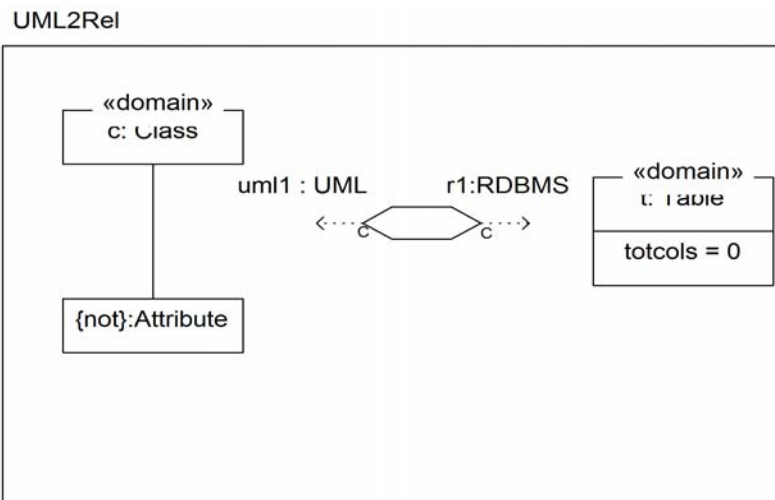 UML2Rel
«domain»
c: Class
uml1 : UML
r1:RDBMS
«domain»
t: Table
totcols = 0
{not}:Attribute
C
C